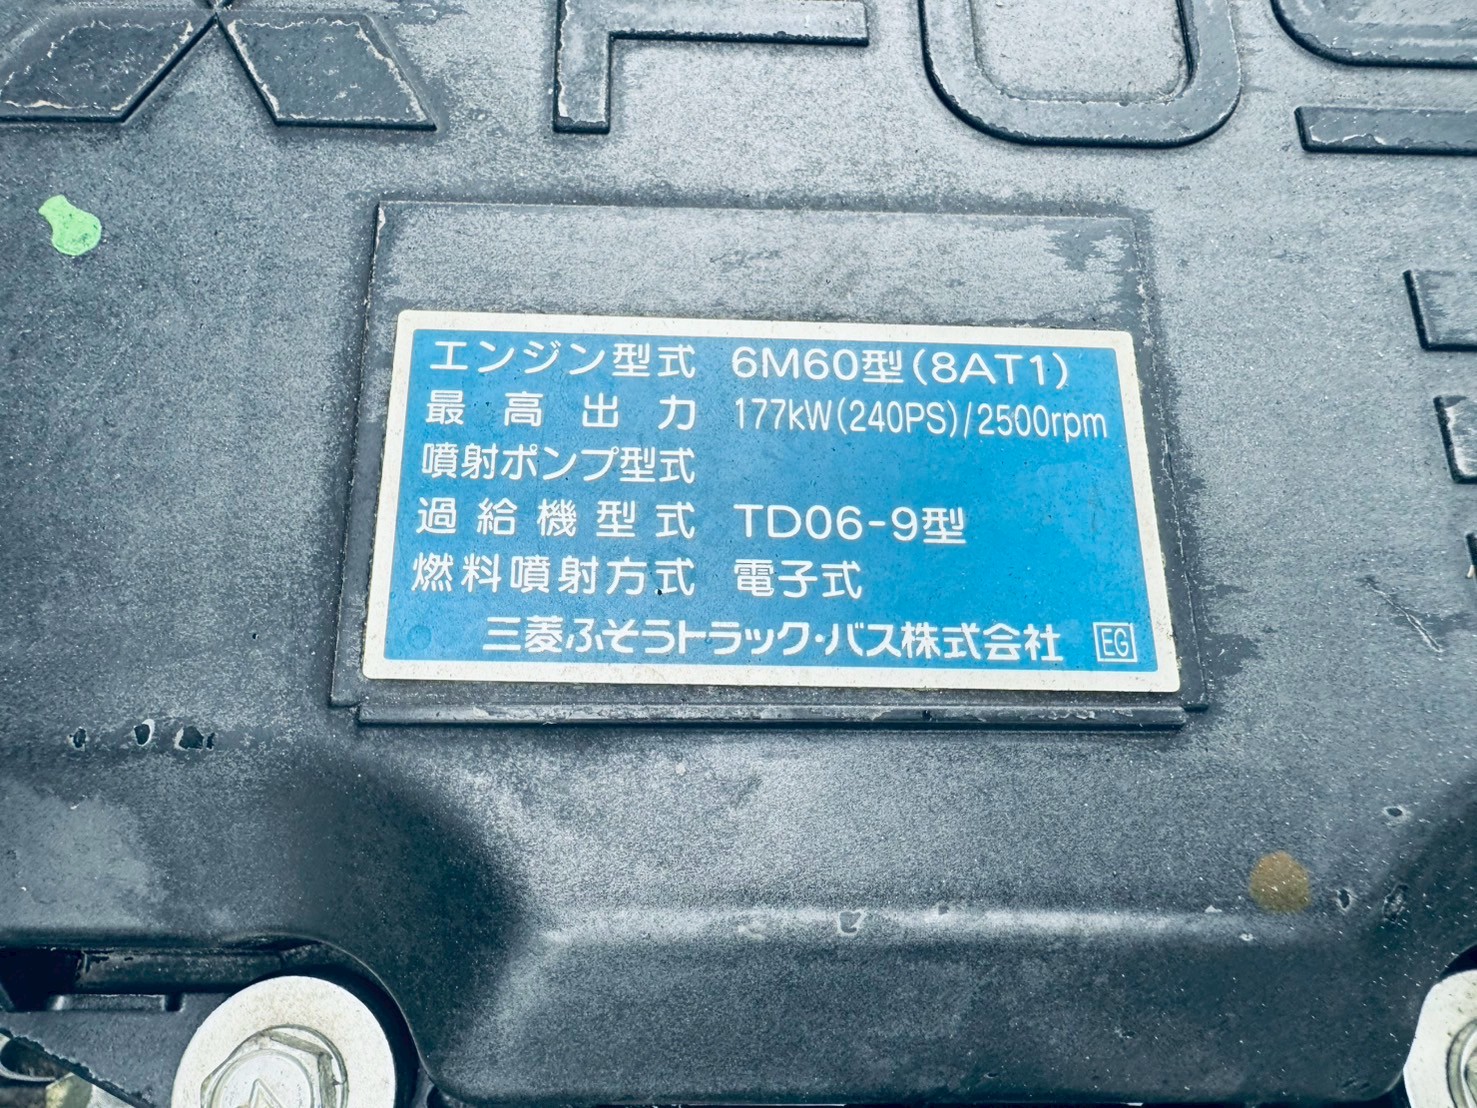 FUS
エンジン型式 6M60型(8AT1)
最高出力 177kW(240PS)/2500rpm
噴射ポンプ型式
過給機型式 TD06-9型
燃料噴射方式 電子式
三菱ふそうトラック・バス株式会社 EG